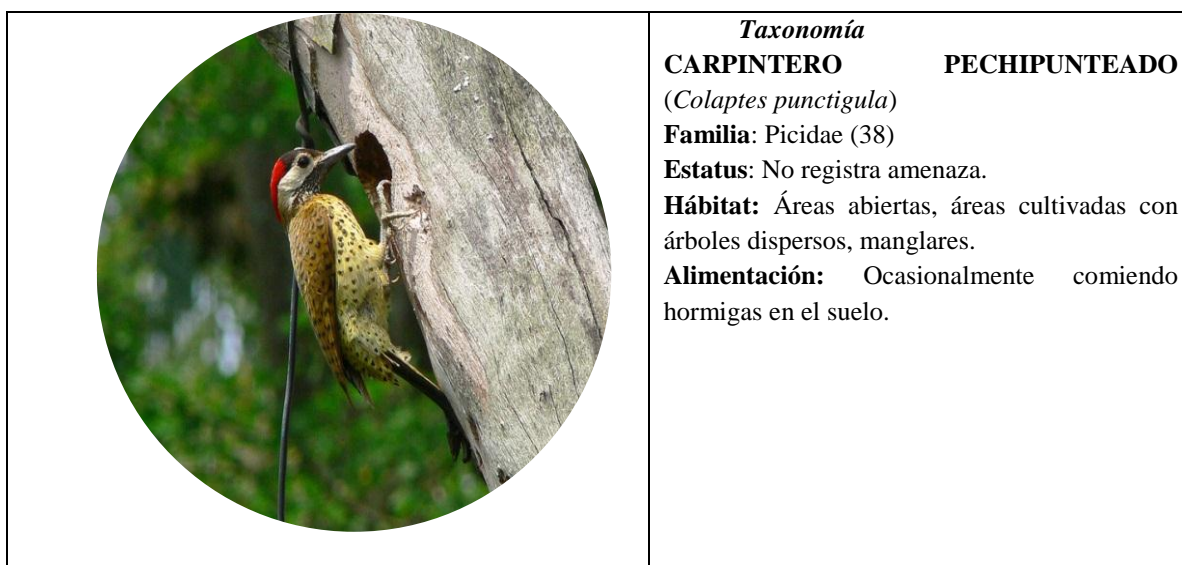 Taxonomía
CARPINTERO PECHIPUNTEADO
(Colaptes punctigula)
Familia: Picidae (38)
Estatus: No registra amenaza.
Hábitat: Áreas abiertas, áreas cultivadas con
árboles dispersos, manglares.
Alimentación: Ocasionalmente comiendo
hormigas en el suelo.